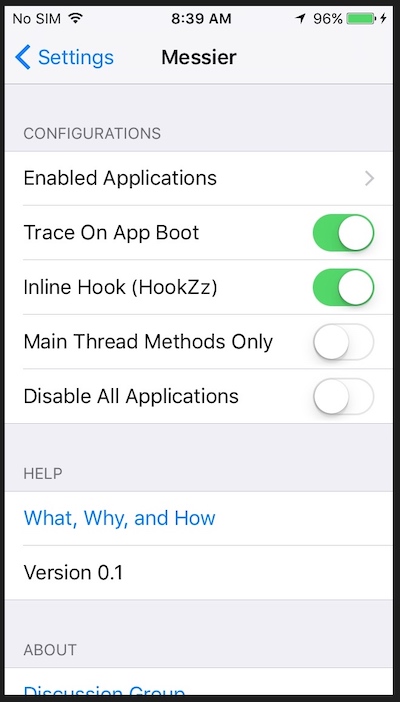 No SIM 8:39 AM 96%
Settings Messier
CONFIGURATIONS
Enabled Applications
Trace On App Boot
Inline Hook (HookZz)
Main Thread Methods Only
Disable All Applications
HELP
What, Why, and How
Version 0.1
ABOUT
Discussion Group